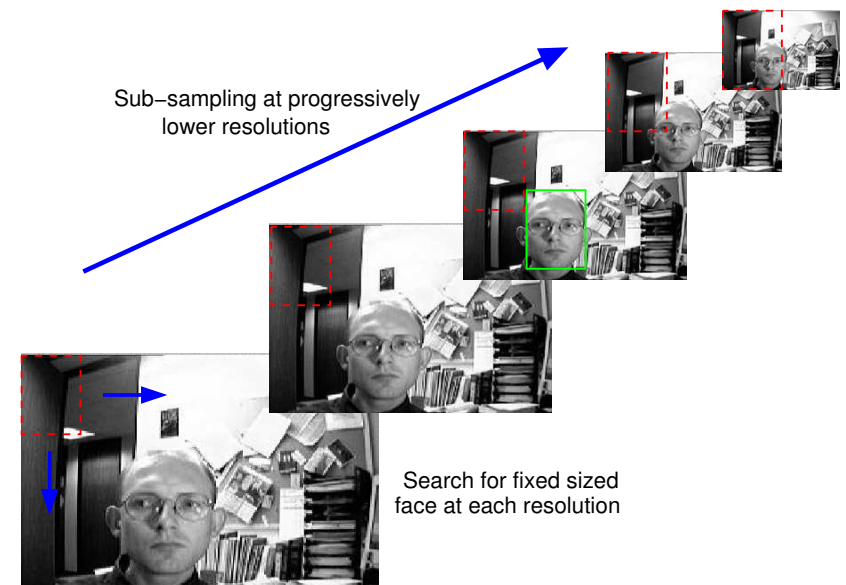 Sub−sampling at progressively
lower resolutions
Search for fixed sized
face at each resolution